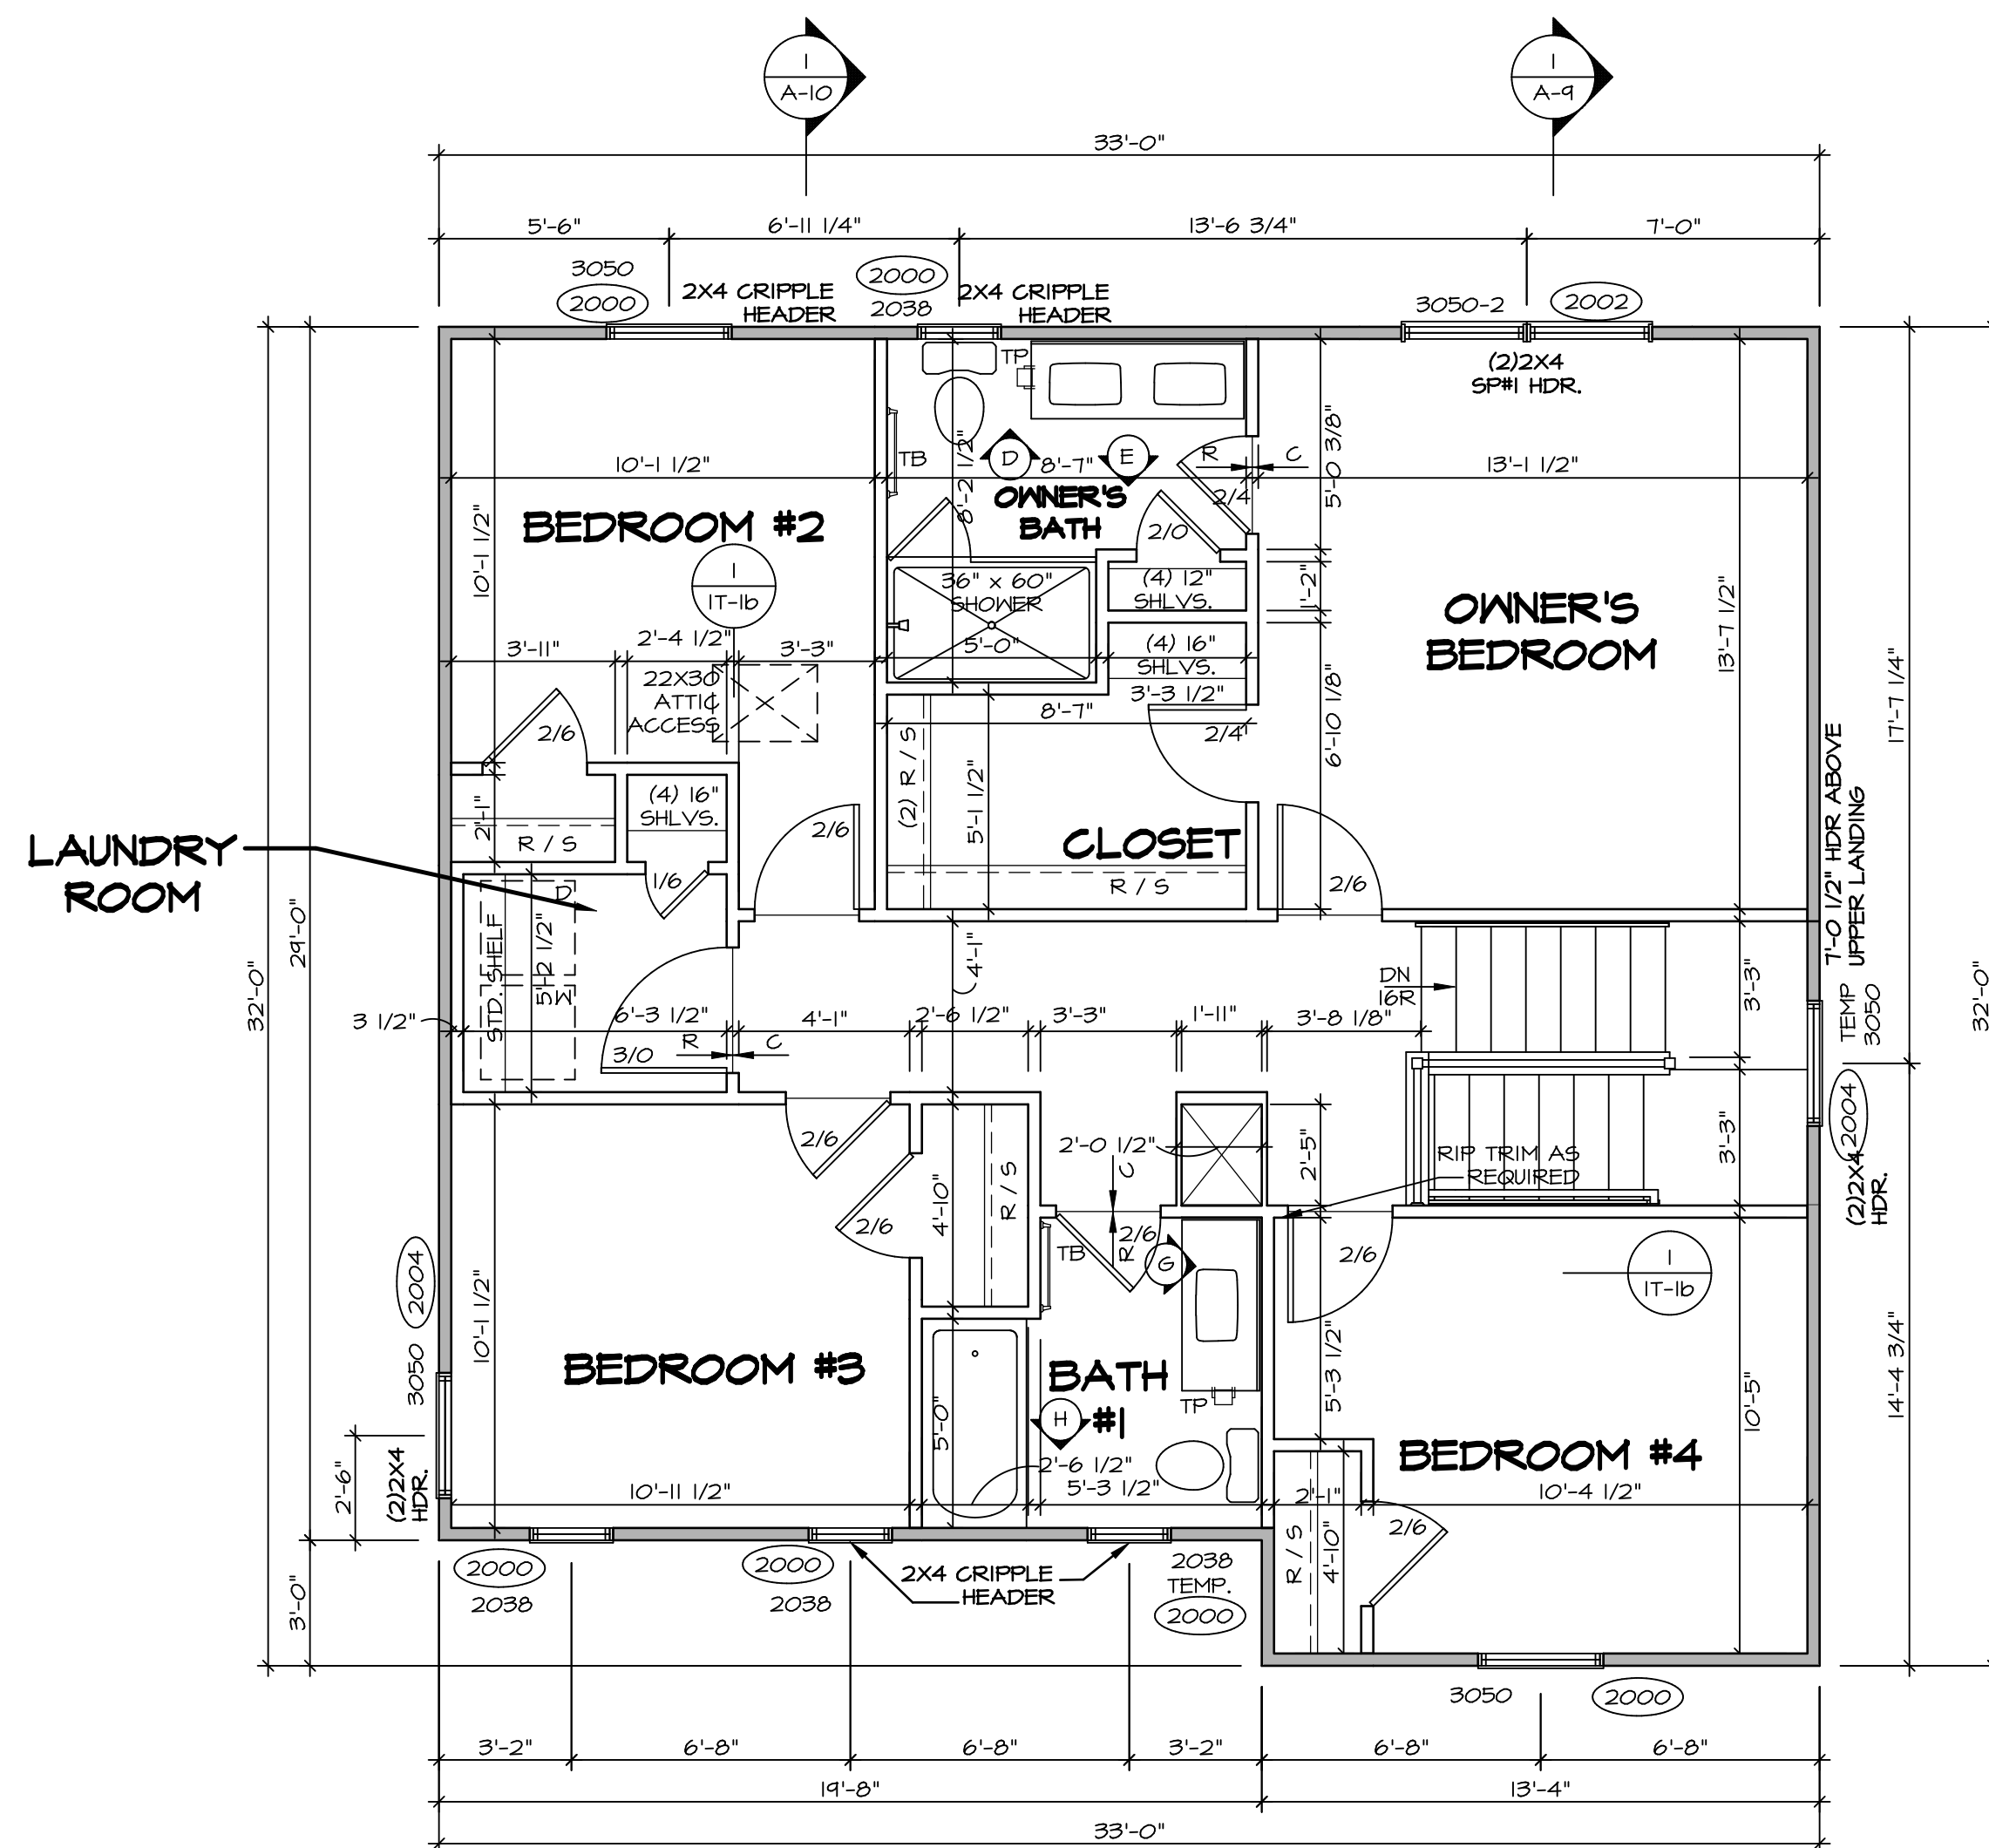 1
A-10
1
A-9
33'-0"
5'-6"
6'-11 1/4"
13'-6 3/4"
7'-0"
3050
2000
2X4 CRIPPLE
HEADER
2000
2038
2X4 CRIPPLE
HEADER
3050-2
2002
(2)2X4
SP#1 HDR.
TP
TB
D
E
8'-7"
8'-2 1/2"
R
C
2/4
5'-0 3/8"
10'-1 1/2"
13'-1 1/2"
OWNER'S
BATH
2/0
BEDROOM #2
10'-1 1/2"
1
1T-1b
36" x 60"
SHOWER
5'-0"
(4) 12"
SHLVS.
1'-2"
(4) 16"
SHLVS.
3'-3 1/2"
OWNER'S
BEDROOM
13'-7 1/2"
3'-11"
2'-4 1/2"
3'-3"
22X30
ATTIC
ACCESS
2/6
8'-7"
2/4
6'-10 1/8"
(2) R / S
5'-1 1/2"
17'-7 1/4"
7'-0 1/2" HDR ABOVE
UPPER LANDING
2'-1"
R / S
(4) 16"
SHLVS.
2/6
CLOSET
R / S
2/6
LAUNDRY
ROOM
1/6
D
W
STD. SHELF
5'-2 1/2"
29'-0"
32'-0"
4'-1"
DN
16R
3'-3"
TEMP
3050
32'-0"
3 1/2"
6'-3 1/2"
4'-1"
2'-6 1/2"
3'-3"
1'-11"
3'-8 1/8"
3/0
R
C
2/6
2'-0 1/2"
C
R
2'-5"
RIP TRIM AS
REQUIRED
3'-3"
2004
(2)2X4
HDR.
4'-10"
R / S
2/6
TB
2/6
G
2/6
1
1T-1b
2004
3050
10'-1 1/2"
BEDROOM #3
BATH
#1
H
TP
5'-3 1/2"
10'-5"
14'-4 3/4"
BEDROOM #4
2'-6"
(2)2X4
HDR.
5'-0"
2'-6 1/2"
5'-3 1/2"
10'-11 1/2"
2'-1"
10'-4 1/2"
R / S
4'-10"
2/6
2000
2038
2000
2038
2X4 CRIPPLE
HEADER
2038
TEMP.
2000
3'-0"
3050
2000
3'-2"
6'-8"
6'-8"
3'-2"
6'-8"
6'-8"
19'-8"
13'-4"
33'-0"